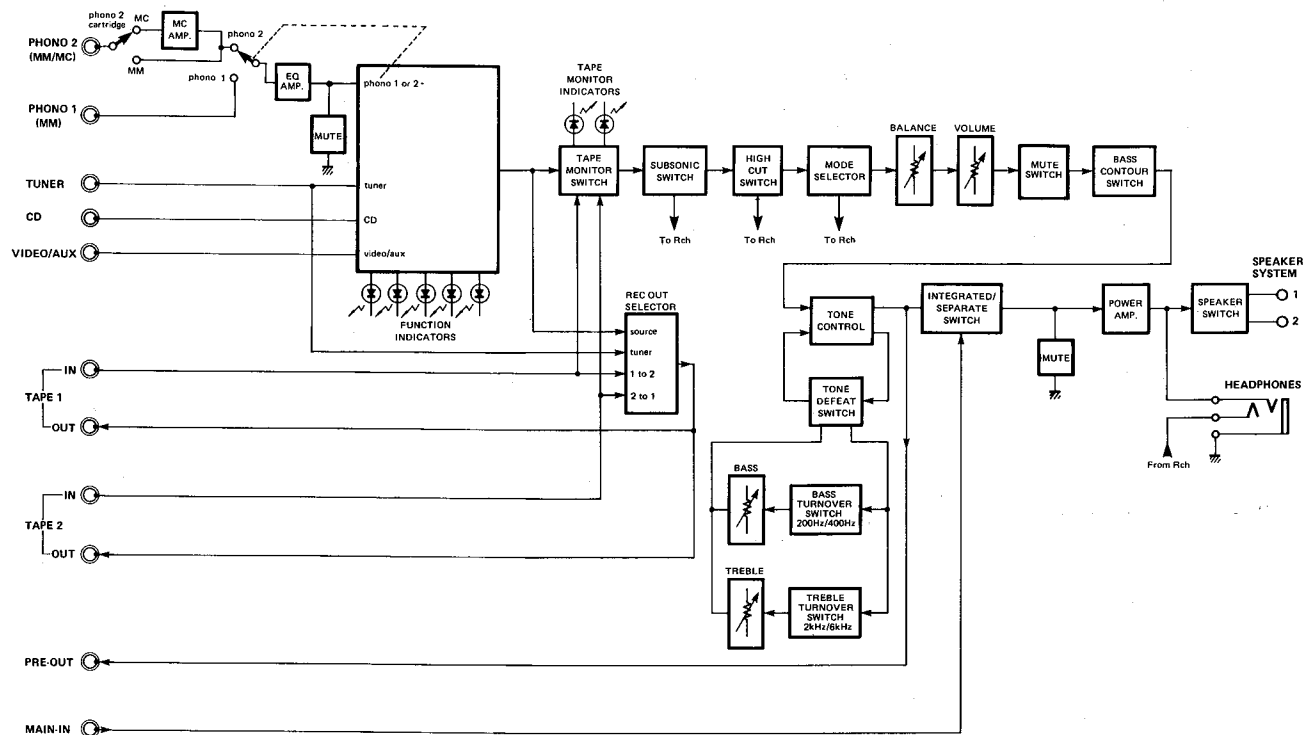 phono 2
cartridge
MC
MC
AMP.
phono 2
PHONO 2
(MM/MC)
MM
phono 1
EQ
AMP.
phono 1 or 2
PHONO 1
(MM)
MUTE
TAPE
MONITOR
INDICATORS
TAPE
MONITOR
SWITCH
SUBSONIC
SWITCH
HIGH
CUT
SWITCH
MODE
SELECTOR
BALANCE
VOLUME
MUTE
SWITCH
BASS
CONTOUR
SWITCH
TUNER
tuner
CD
CD
VIDEO/AUX
video/aux
To Rch
To Rch
To Rch
FUNCTION
INDICATORS
REC OUT
SELECTOR
source
tuner
1 to 2
2 to 1
TONE
CONTROL
INTEGRATED/
SEPARATE
SWITCH
POWER
AMP.
SPEAKER
SWITCH
SPEAKER
SYSTEM
1
2
MUTE
TONE
DEFEAT
SWITCH
HEADPHONES
From Rch
IN
TAPE 1
OUT
IN
TAPE 2
OUT
BASS
BASS
TURNOVER
SWITCH
200Hz/400Hz
TREBLE
TREBLE
TURNOVER
SWITCH
2kHz/6kHz
PRE-OUT
MAIN-IN